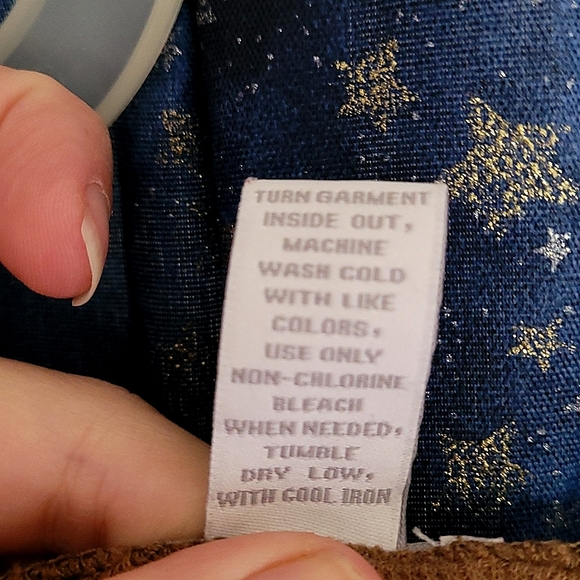 TURN GARMENT
INSIDE OUT,
MACHINE
WASH COLD
WITH LIKE
COLORS,
USE ONLY
NON-CHLORINE
BLEACH
WHEN NEEDED,
TUMBLE
DRY LOW,
WITH COOL IRON